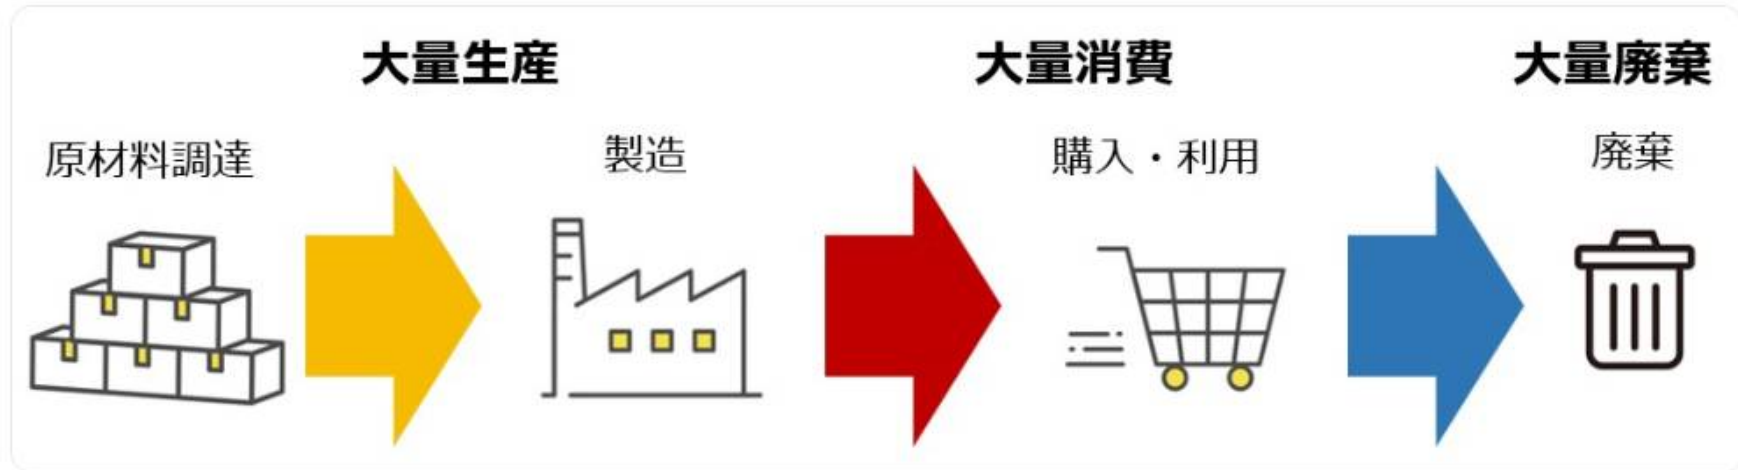 大量生産
大量消費
大量廃棄
原材料調達
製造
購入・利用
廃棄